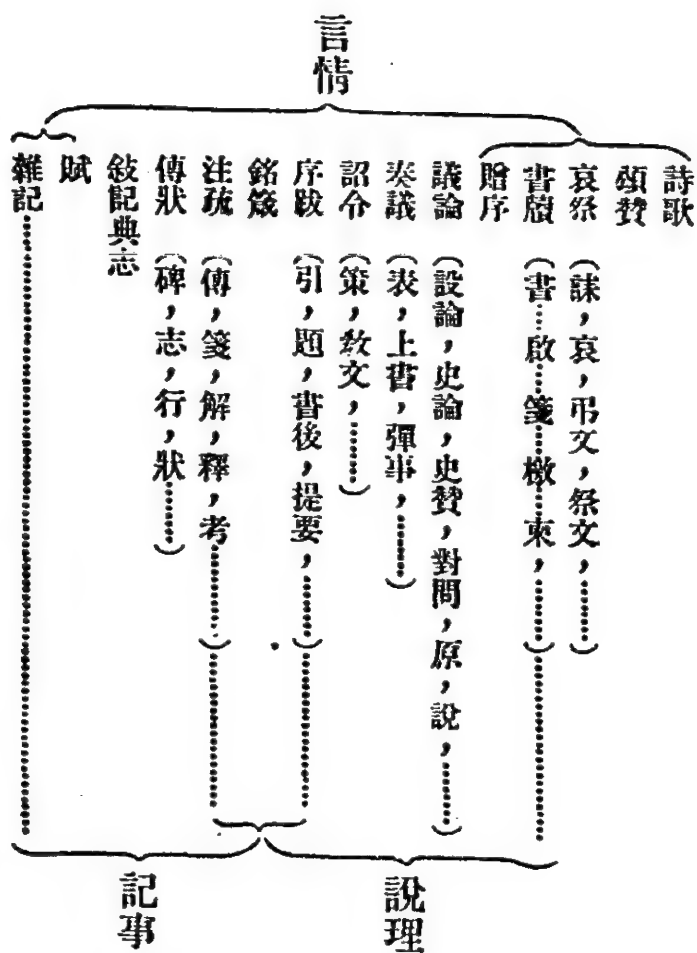 言情
詩歌
頌贊
哀祭（誄，哀，弔文，祭文，……）
書牘（書……啟……箋……檄……柬，……）……
贈序
議論（設論，史論，史贊，對問，原，說，……）
奏議（表，上書，彈事，……）
詔令（策，敎文，……）
序跋（引，題，書後，提要，……）……
銘箴
注疏（傳，箋，解，釋，考……）……
傳狀（碑，志，行，狀……）
敍記典志
賦
雜記……
說理
記事